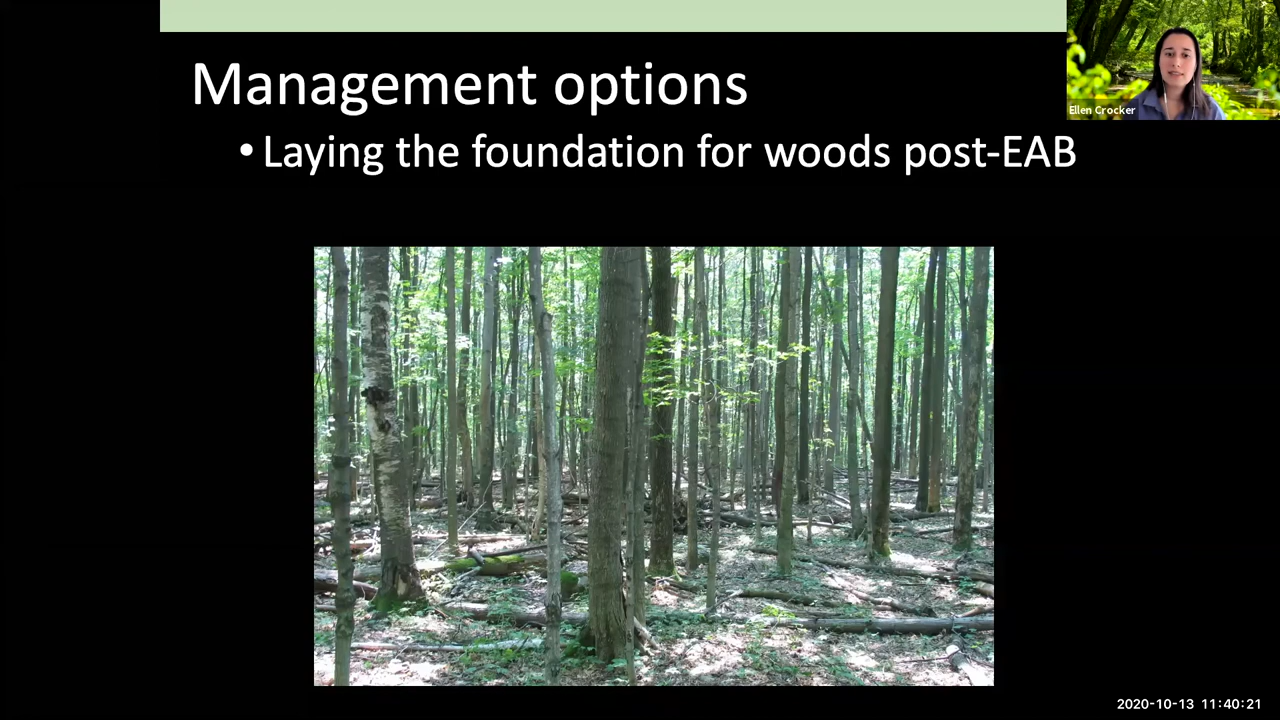 Management options
• Laying the foundation for woods post-EAB
Ellen Crocker
2020-10-13 11:40:21